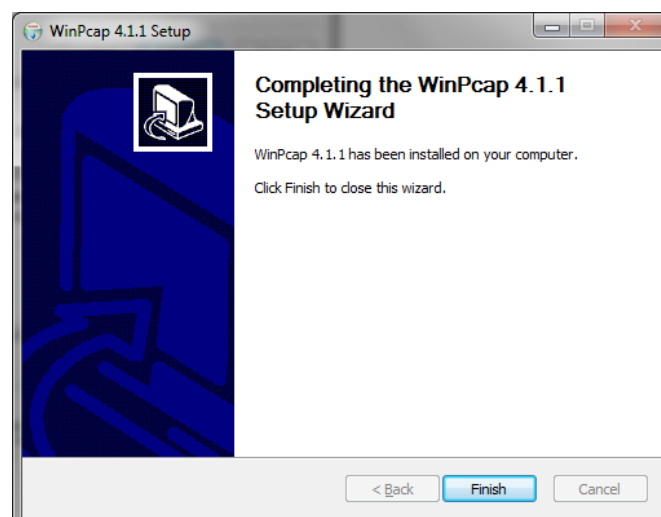 WinPcap 4.1.1 Setup
Completing the WinPcap 4.1.1
Setup Wizard
WinPcap 4.1.1 has been installed on your computer.
Click Finish to close this wizard.
< Back
Finish
Cancel